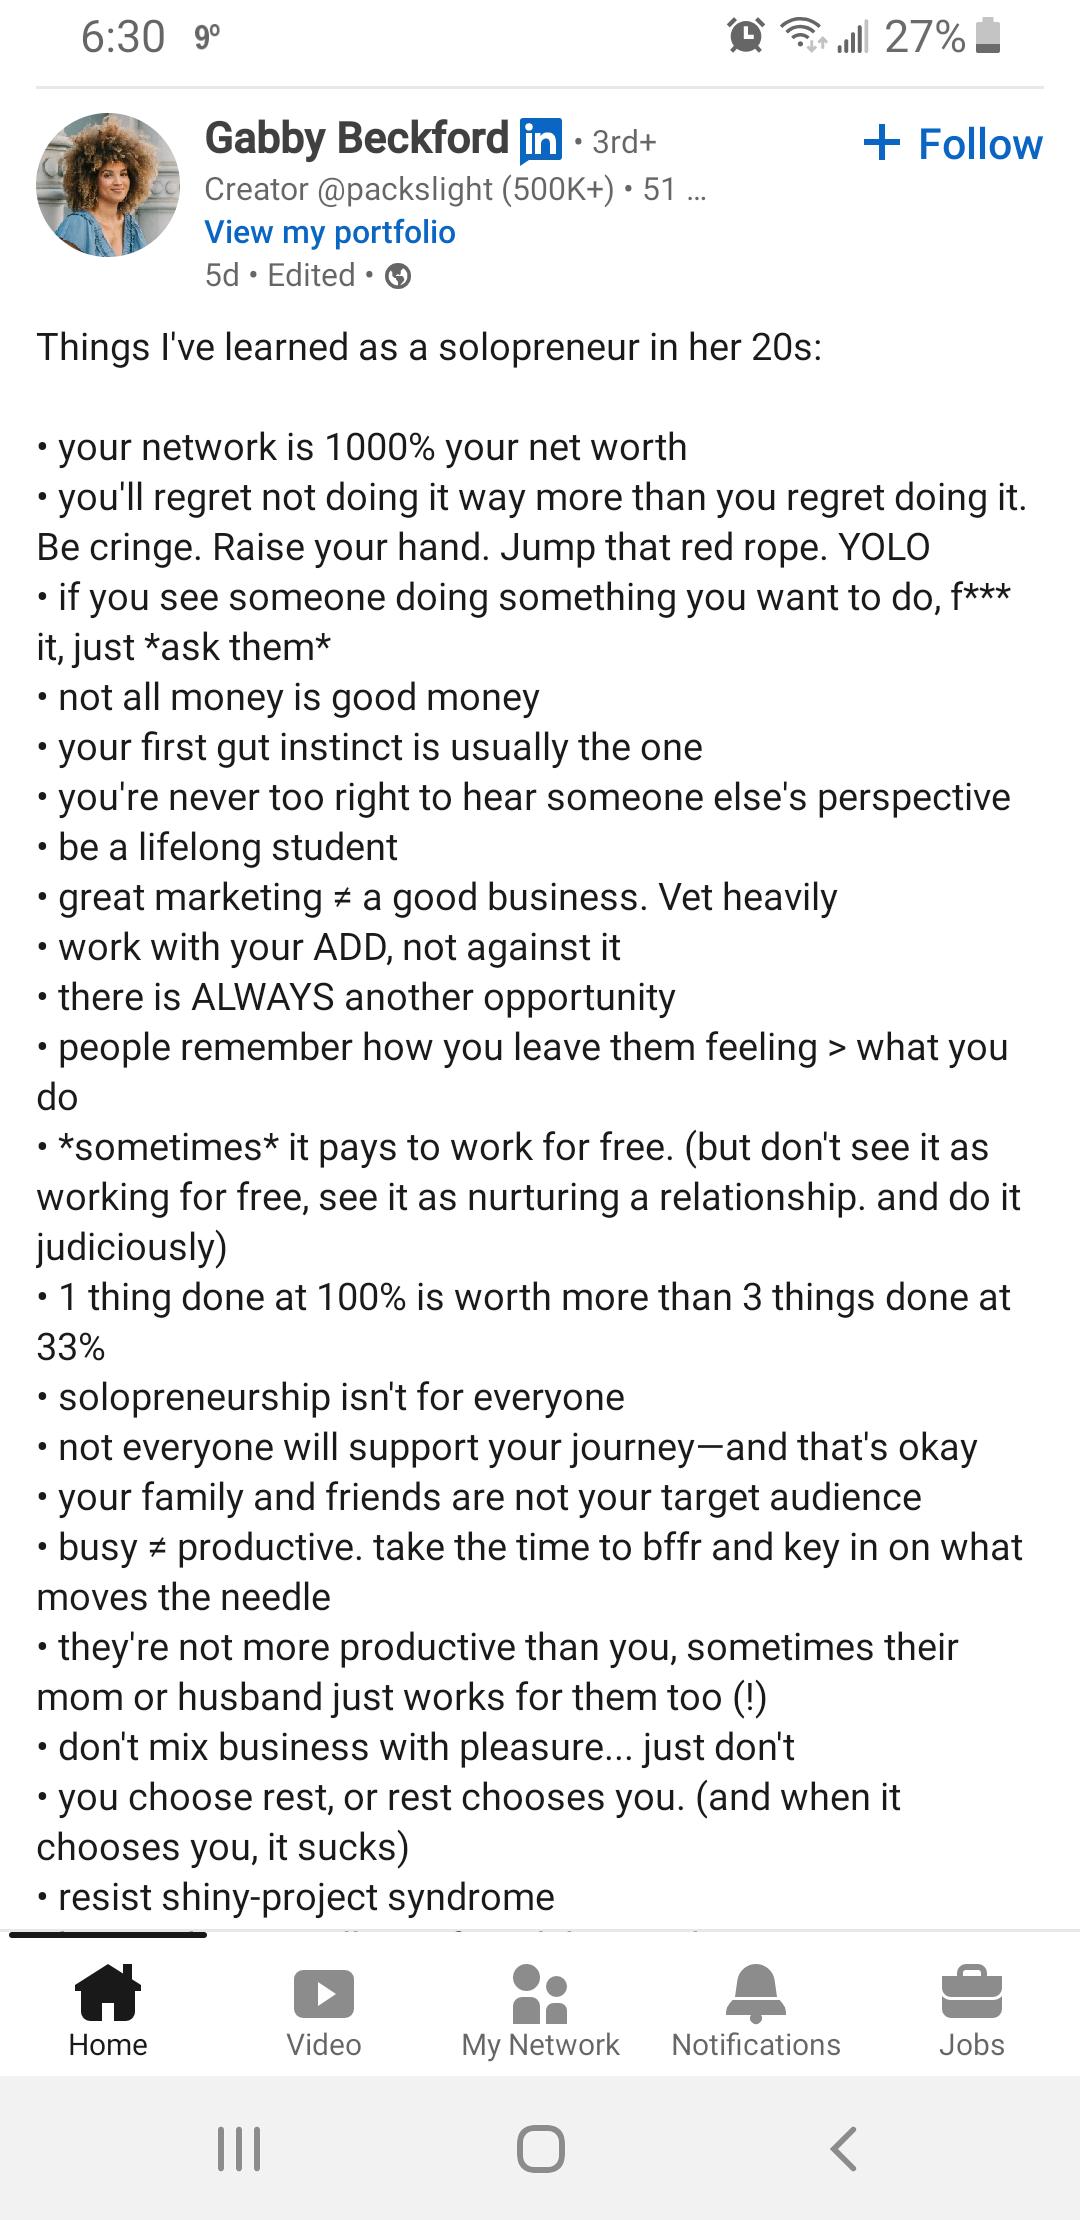 6:30 9° 27%
Gabby Beckford in • 3rd+
+ Follow
Creator @packslight (500K+) • 51 ...
View my portfolio
5d • Edited •
Things I've learned as a solopreneur in her 20s:
• your network is 1000% your net worth
• you'll regret not doing it way more than you regret doing it.
Be cringe. Raise your hand. Jump that red rope. YOLO
• if you see someone doing something you want to do, f***
it, just *ask them*
• not all money is good money
• your first gut instinct is usually the one
• you're never too right to hear someone else's perspective
• be a lifelong student
• great marketing ≠ a good business. Vet heavily
• work with your ADD, not against it
• there is ALWAYS another opportunity
• people remember how you leave them feeling > what you
do
• *sometimes* it pays to work for free. (but don't see it as
working for free, see it as nurturing a relationship. and do it
judiciously)
• 1 thing done at 100% is worth more than 3 things done at
33%
• solopreneurship isn't for everyone
• not everyone will support your journey—and that's okay
• your family and friends are not your target audience
• busy ≠ productive. take the time to bffr and key in on what
moves the needle
• they're not more productive than you, sometimes their
mom or husband just works for them too (!)
• don't mix business with pleasure... just don't
• you choose rest, or rest chooses you. (and when it
chooses you, it sucks)
• resist shiny-project syndrome
Home Video My Network Notifications Jobs